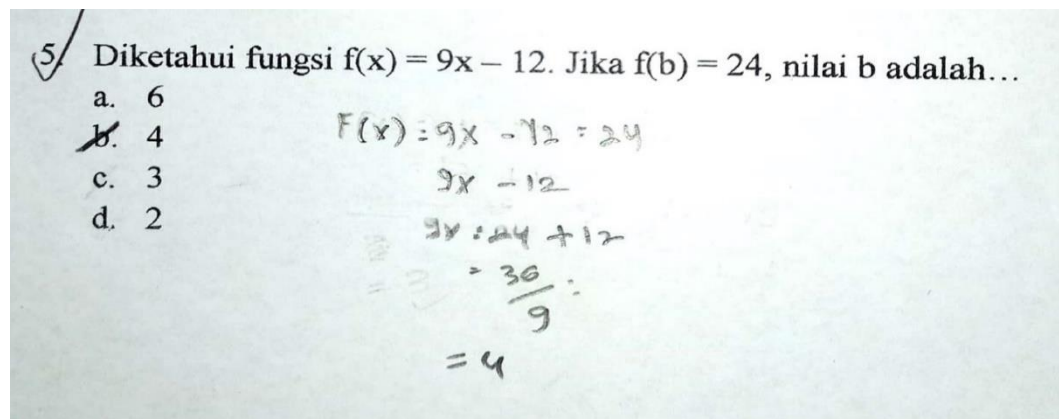 5. Diketahui fungsi f(x) = 9x – 12. Jika f(b) = 24, nilai b adalah…
a. 6
b. 4
c. 3
d. 2
F(x) = 9x - 12 = 24
9x - 12
9x = 24 + 12
= 36
9
= 4